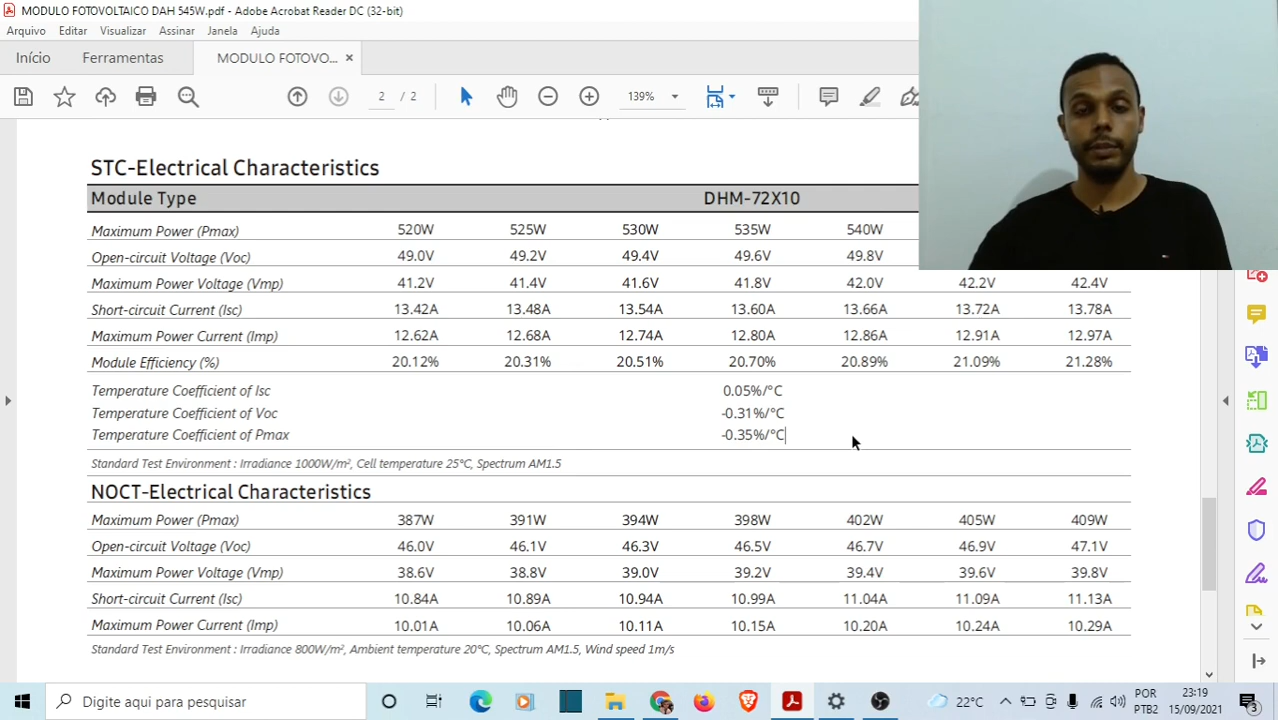 MODULO FOTOVOLTAICO DAH 545W.pdf - Adobe Acrobat Reader DC (32-bit)
Arquivo Editar Visualizar Assinar Janela Ajuda
Início Ferramentas MODULO FOTOVO... ×
2 / 2 139%
STC-Electrical Characteristics
Module Type DHM-72X10
Maximum Power (Pmax) 520W 525W 530W 535W 540W
Open-circuit Voltage (Voc) 49.0V 49.2V 49.4V 49.6V 49.8V
Maximum Power Voltage (Vmp) 41.2V 41.4V 41.6V 41.8V 42.0V 42.2V 42.4V
Short-circuit Current (Isc) 13.42A 13.48A 13.54A 13.60A 13.66A 13.72A 13.78A
Maximum Power Current (Imp) 12.62A 12.68A 12.74A 12.80A 12.86A 12.91A 12.97A
Module Efficiency (%) 20.12% 20.31% 20.51% 20.70% 20.89% 21.09% 21.28%
Temperature Coefficient of Isc 0.05%/°C
Temperature Coefficient of Voc -0.31%/°C
Temperature Coefficient of Pmax -0.35%/°C
Standard Test Environment : Irradiance 1000W/m², Cell temperature 25°C, Spectrum AM1.5
NOCT-Electrical Characteristics
Maximum Power (Pmax) 387W 391W 394W 398W 402W 405W 409W
Open-circuit Voltage (Voc) 46.0V 46.1V 46.3V 46.5V 46.7V 46.9V 47.1V
Maximum Power Voltage (Vmp) 38.6V 38.8V 39.0V 39.2V 39.4V 39.6V 39.8V
Short-circuit Current (Isc) 10.84A 10.89A 10.94A 10.99A 11.04A 11.09A 11.13A
Maximum Power Current (Imp) 10.01A 10.06A 10.11A 10.15A 10.20A 10.24A 10.29A
Standard Test Environment : Irradiance 800W/m², Ambient temperature 20°C, Spectrum AM1.5, Wind speed 1m/s
Digite aqui para pesquisar 22°C POR 23:19
PTB2 15/09/2021 3